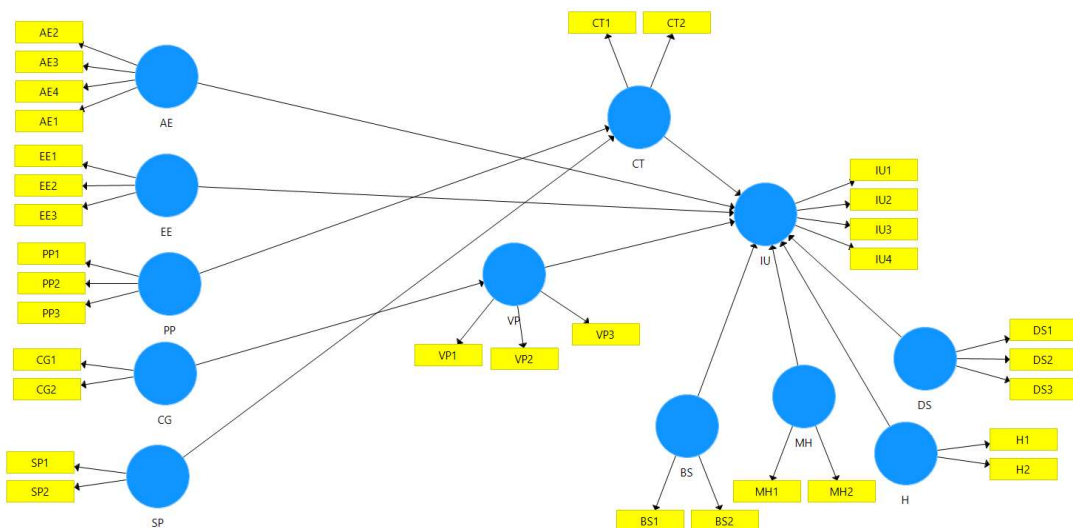 CT1
CT2
AE2
AE3
AE4
AE1
AE
CT
EE1
EE2
EE3
EE
IU1
IU2
IU3
IU4
IU
PP1
PP2
PP3
PP
VP
VP1
VP2
VP3
CG1
CG2
CG
DS1
DS2
DS3
DS
SP1
SP2
SP
BS
BS1
BS2
MH
MH1
MH2
H1
H2
H